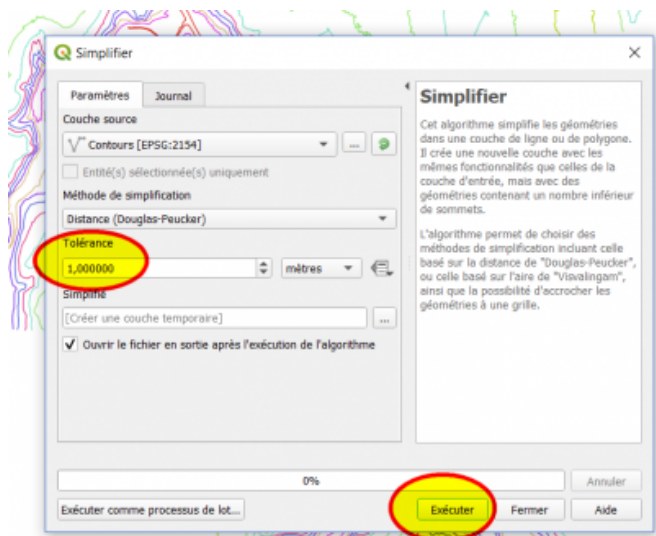 Simplifier
Paramètres
Journal
Couche source
Contours [EPSG:2154]
...
Entité(s) sélectionnée(s) uniquement
Méthode de simplification
Distance (Douglas-Peucker)
Tolérance
1,000000
mètres
Simplifié
[Créer une couche temporaire]
...
Ouvrir le fichier en sortie après l'exécution de l'algorithme
Simplifier
Cet algorithme simplifie les géométries
dans une couche de ligne ou de polygone.
Il crée une nouvelle couche avec les
mêmes fonctionnalités que celles de la
couche d'entrée, mais avec des
géométries contenant un nombre inférieur
de sommets.
L'algorithme permet de choisir des
méthodes de simplification incluant celle
basé sur la distance de "Douglas-Peucker",
ou celle basé sur l'aire de "Visvalingam",
ainsi que la possibilité d'accrocher les
géométries à une grille.
0%
Annuler
Exécuter comme processus de lot...
Exécuter
Fermer
Aide